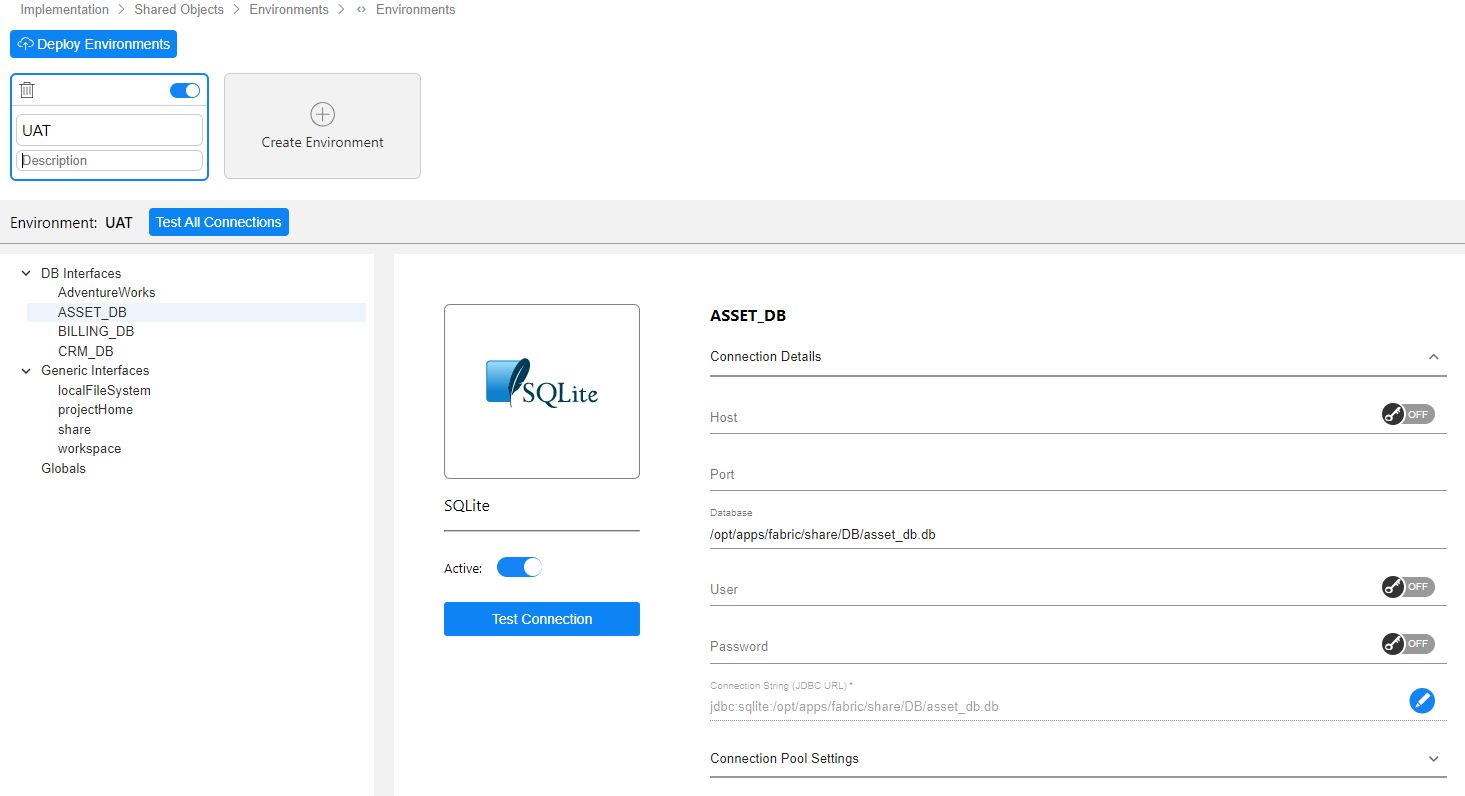 Implementation > Shared Objects > Environments > <> Environments
Deploy Environments
UAT
Description
Create Environment
Environment: UAT Test All Connections
DB Interfaces
AdventureWorks
ASSET_DB
BILLING_DB
CRM_DB
Generic Interfaces
localFileSystem
projectHome
share
workspace
Globals
SQLite
SQLite
Active:
Test Connection
ASSET_DB
Connection Details
Host OFF
Port
Database
/opt/apps/fabric/share/DB/asset_db.db
User OFF
Password OFF
Connection String (JDBC URL) *
jdbc:sqlite:/opt/apps/fabric/share/DB/asset_db.db
Connection Pool Settings